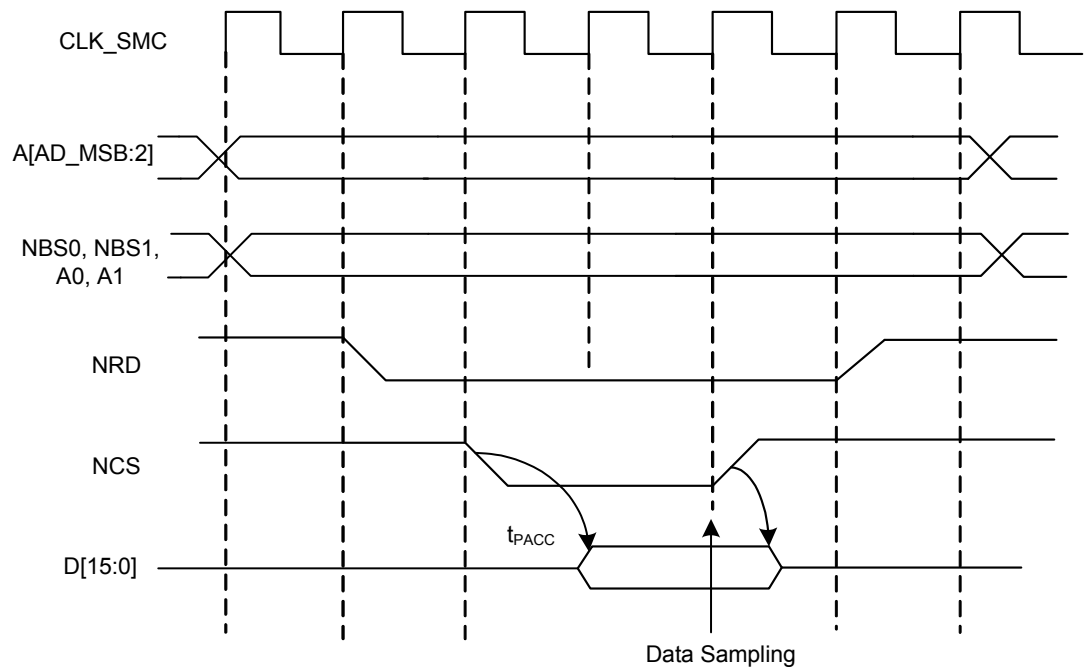 CLK_SMC
A[AD_MSB:2]
NBS0, NBS1,
A0, A1
NRD
NCS
tPACC
D[15:0]
Data Sampling